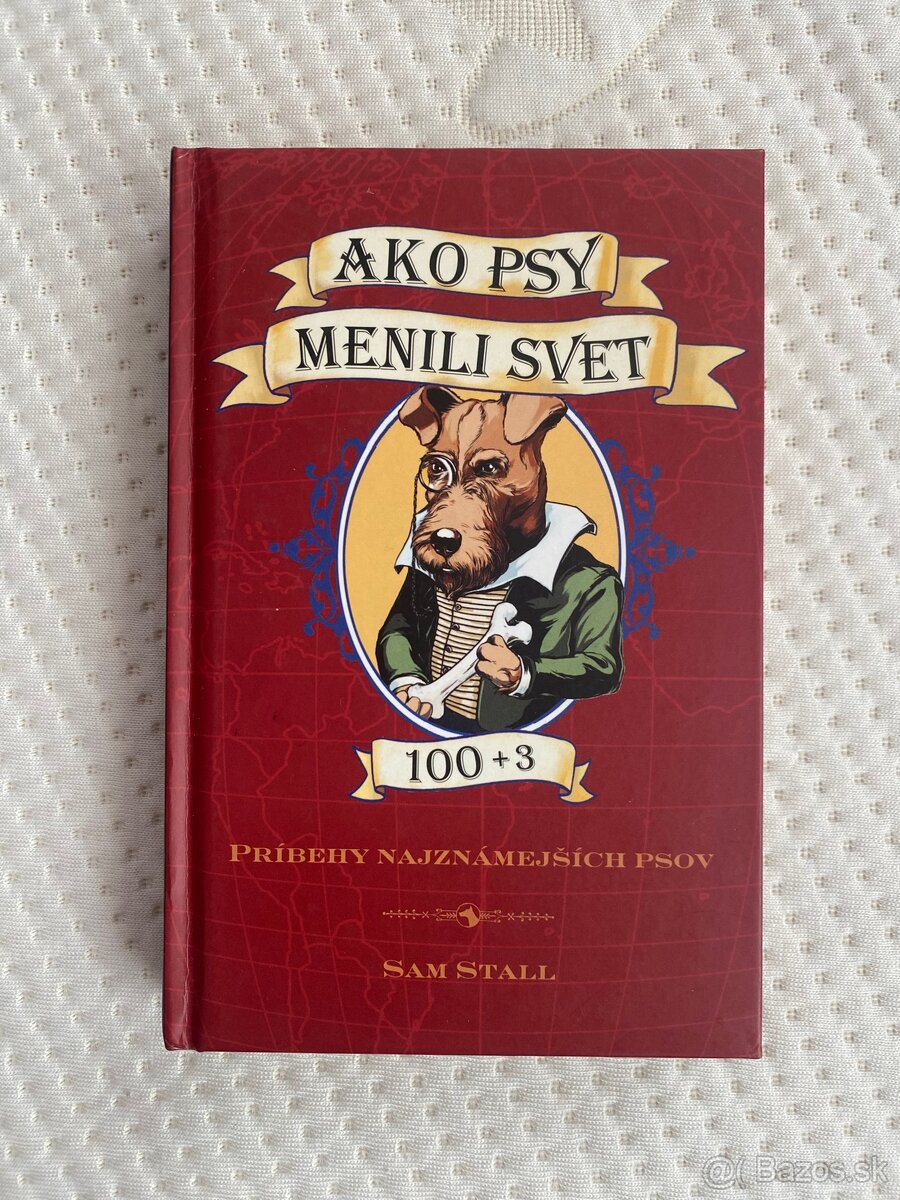 AKO PSY
MENILI SVET
100+3
PRÍBEHY NAJZNÁMEJŠÍCH PSOV
SAM STALL
@( Bazos.sk